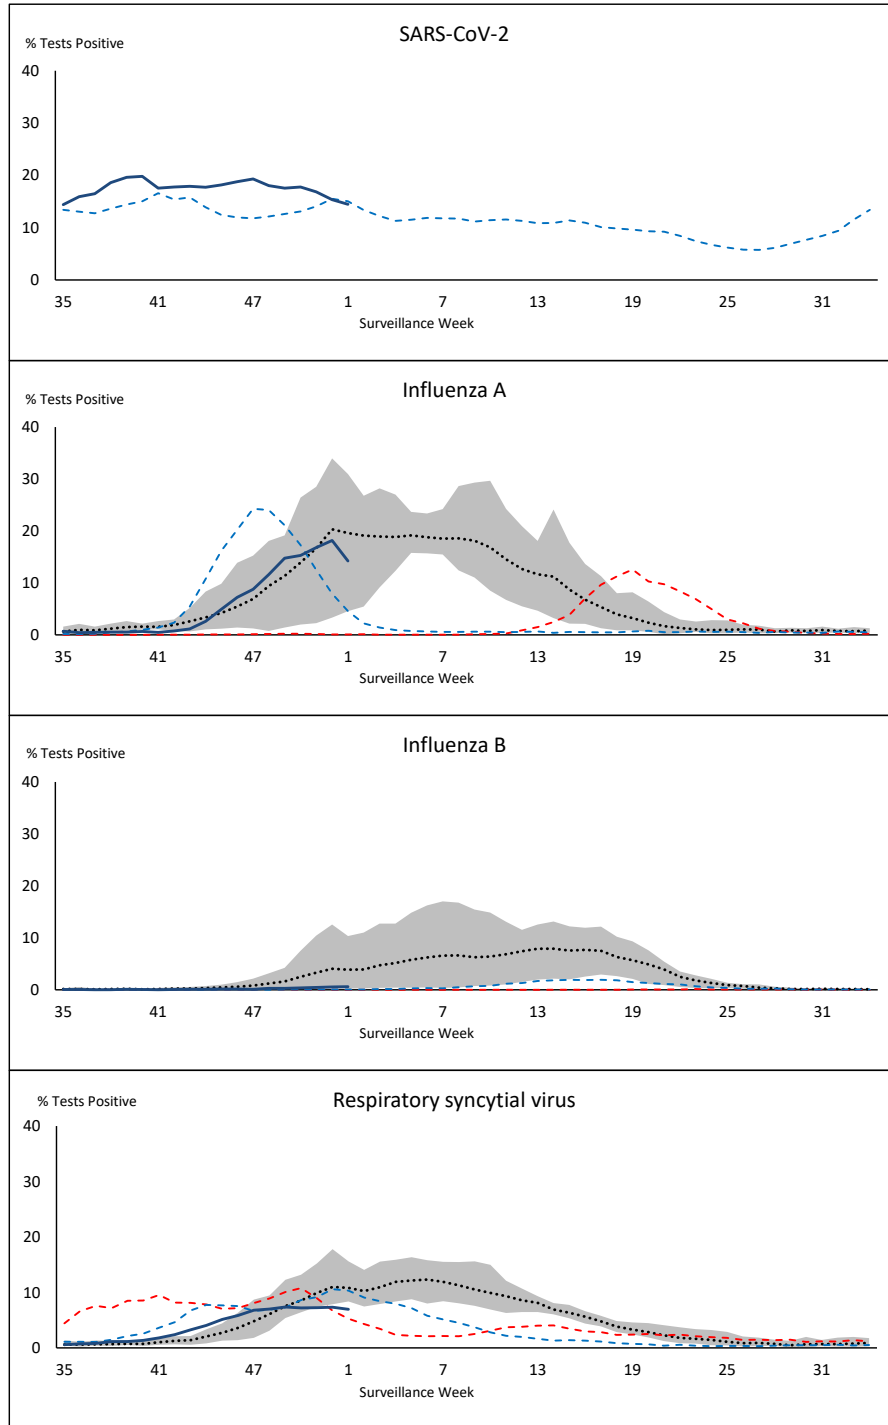 SARS-CoV-2
% Tests Positive
40
30
20
10
0
35 41 47 1 7 13 19 25 31
Surveillance Week
Influenza A
% Tests Positive
40
30
20
10
0
35 41 47 1 7 13 19 25 31
Surveillance Week
Influenza B
% Tests Positive
40
30
20
10
0
35 41 47 1 7 13 19 25 31
Surveillance Week
Respiratory syncytial virus
% Tests Positive
40
30
20
10
0
35 41 47 1 7 13 19 25 31
Surveillance Week